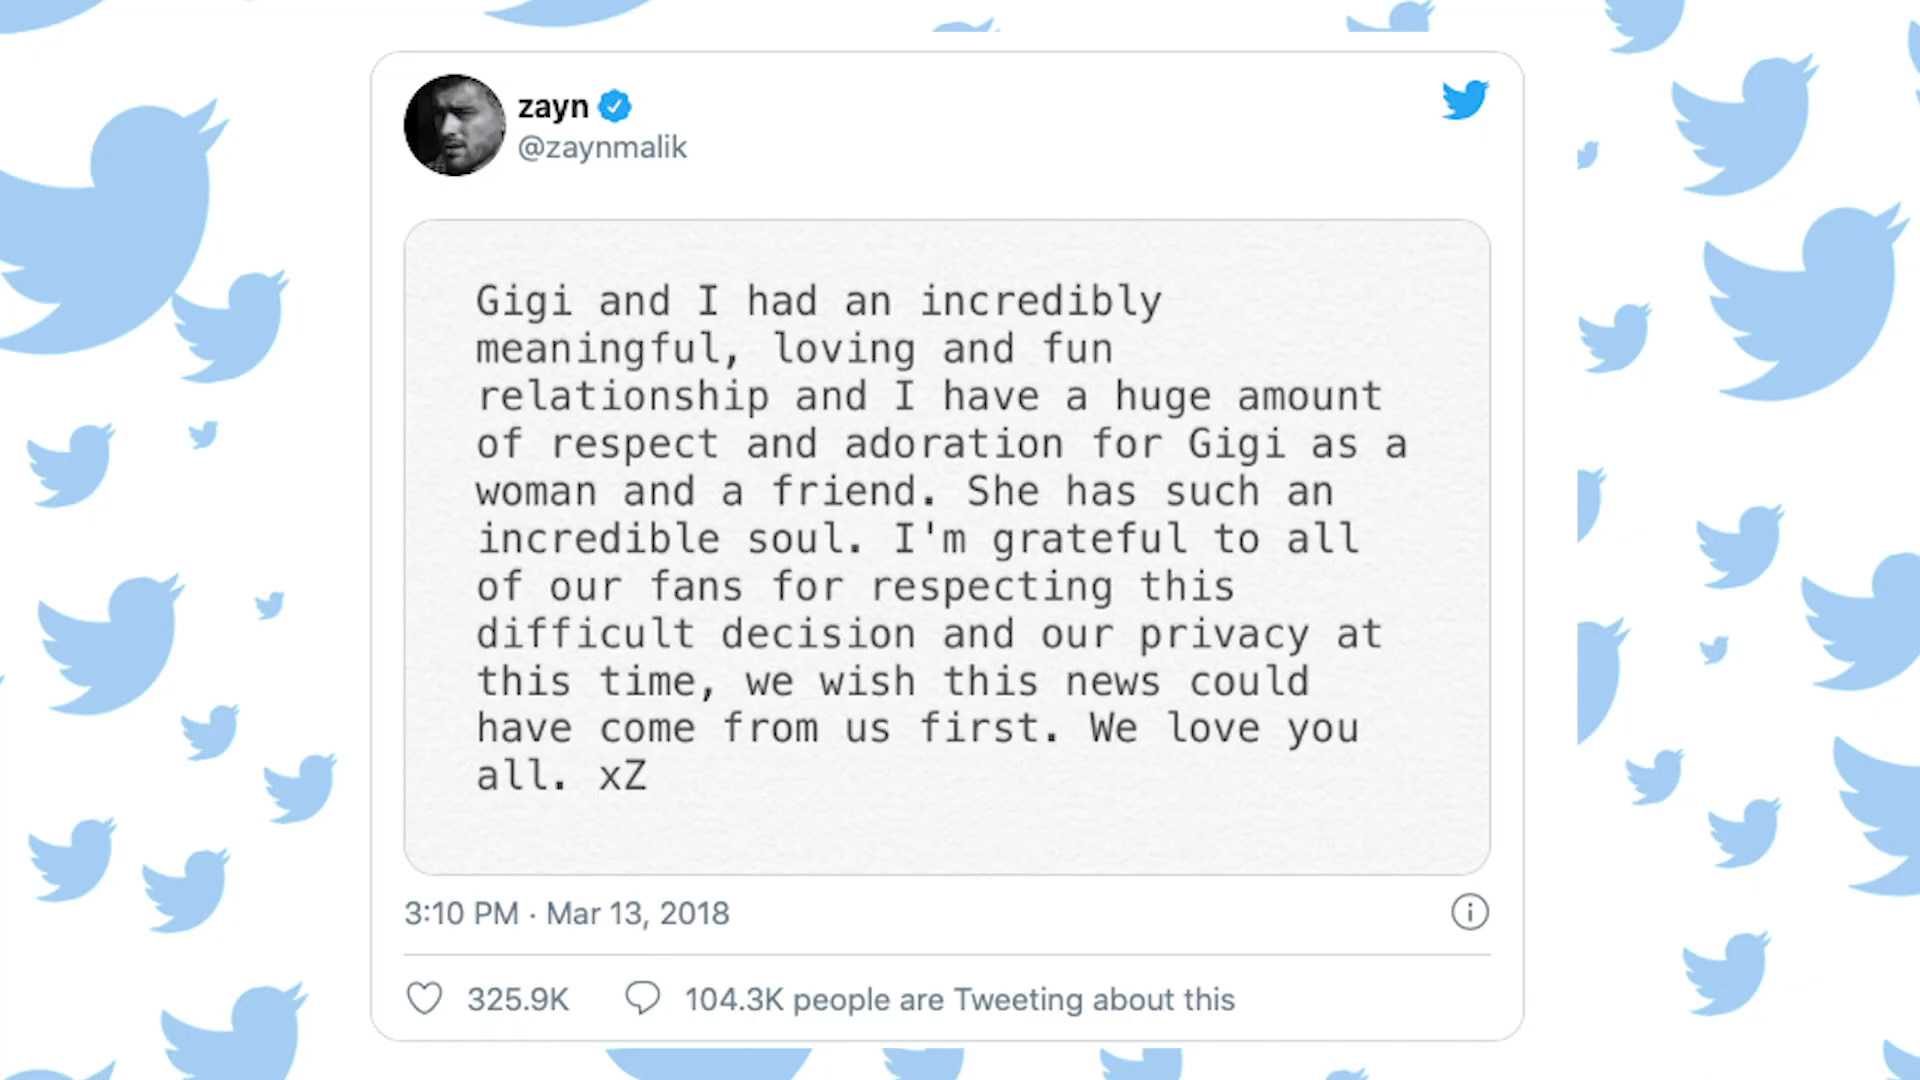 zayn
@zaynmalik
Gigi and I had an incredibly
meaningful, loving and fun
relationship and I have a huge amount
of respect and adoration for Gigi as a
woman and a friend. She has such an
incredible soul. I'm grateful to all
of our fans for respecting this
difficult decision and our privacy at
this time, we wish this news could
have come from us first. We love you
all. xZ
3:10 PM · Mar 13, 2018
325.9K 104.3K people are Tweeting about this